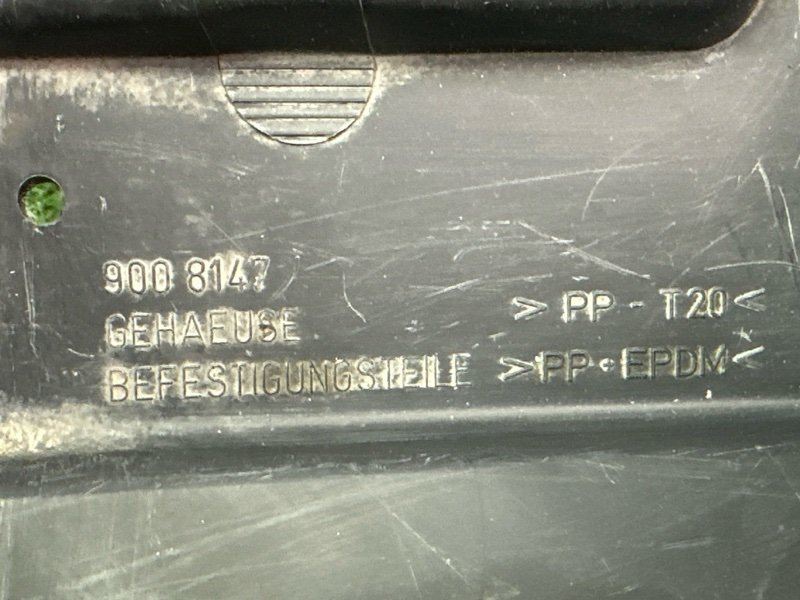 900 8147
GEHAEUSE > PP - T20 <
BEFESTIGUNGSTEILE >PP+EPDM<